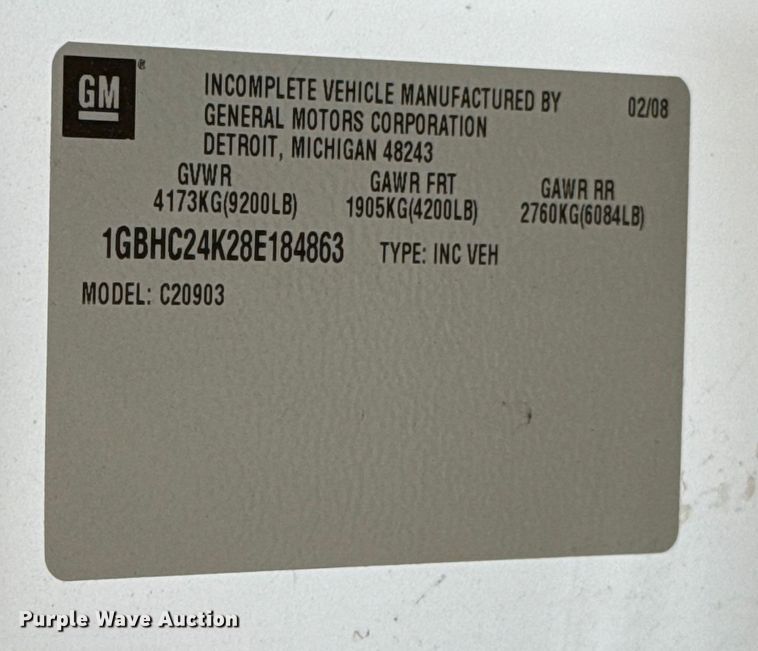 GM®
INCOMPLETE VEHICLE MANUFACTURED BY 02/08
GENERAL MOTORS CORPORATION
DETROIT, MICHIGAN 48243
GVWR GAWR FRT GAWR RR
4173KG(9200LB) 1905KG(4200LB) 2760KG(6084LB)
1GBHC24K28E184863 TYPE: INC VEH
MODEL: C20903
Purple Wave Auction